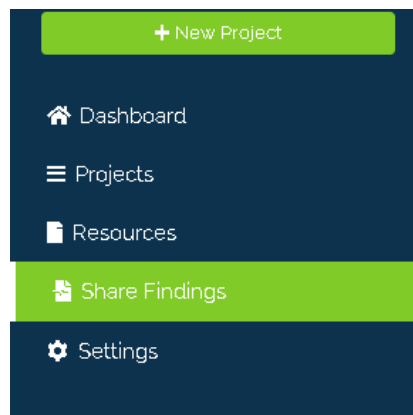 + New Project
Dashboard
Projects
Resources
Share Findings
Settings